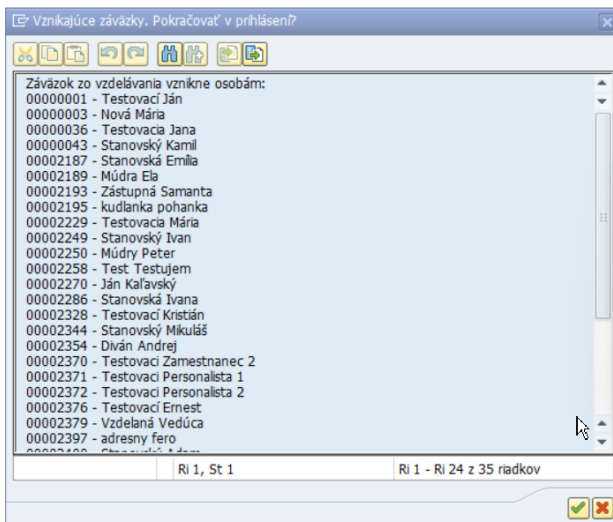 Vznikajúce záväzky. Pokračovať v prihlásení?
Záväzok zo vzdelávania vznikne osobám:
00000001 - Testovací Ján
00000003 - Nová Mária
00000036 - Testovacia Jana
00000043 - Stanovský Kamil
00002187 - Stanovská Emília
00002189 - Múdra Ela
00002193 - Zástupná Samanta
00002195 - kudlanka pohanka
00002229 - Testovacia Mária
00002249 - Stanovský Ivan
00002250 - Múdry Peter
00002258 - Test Testujem
00002270 - Ján Kaľavský
00002286 - Stanovská Ivana
00002328 - Testovací Kristián
00002344 - Stanovský Mikuláš
00002354 - Diván Andrej
00002370 - Testovaci Zamestnanec 2
00002371 - Testovaci Personalista 1
00002372 - Testovaci Personalista 2
00002376 - Testovací Ernest
00002379 - Vzdelaná Vedúca
00002397 - adresny fero
Ri 1, St 1
Ri 1 - Ri 24 z 35 riadkov